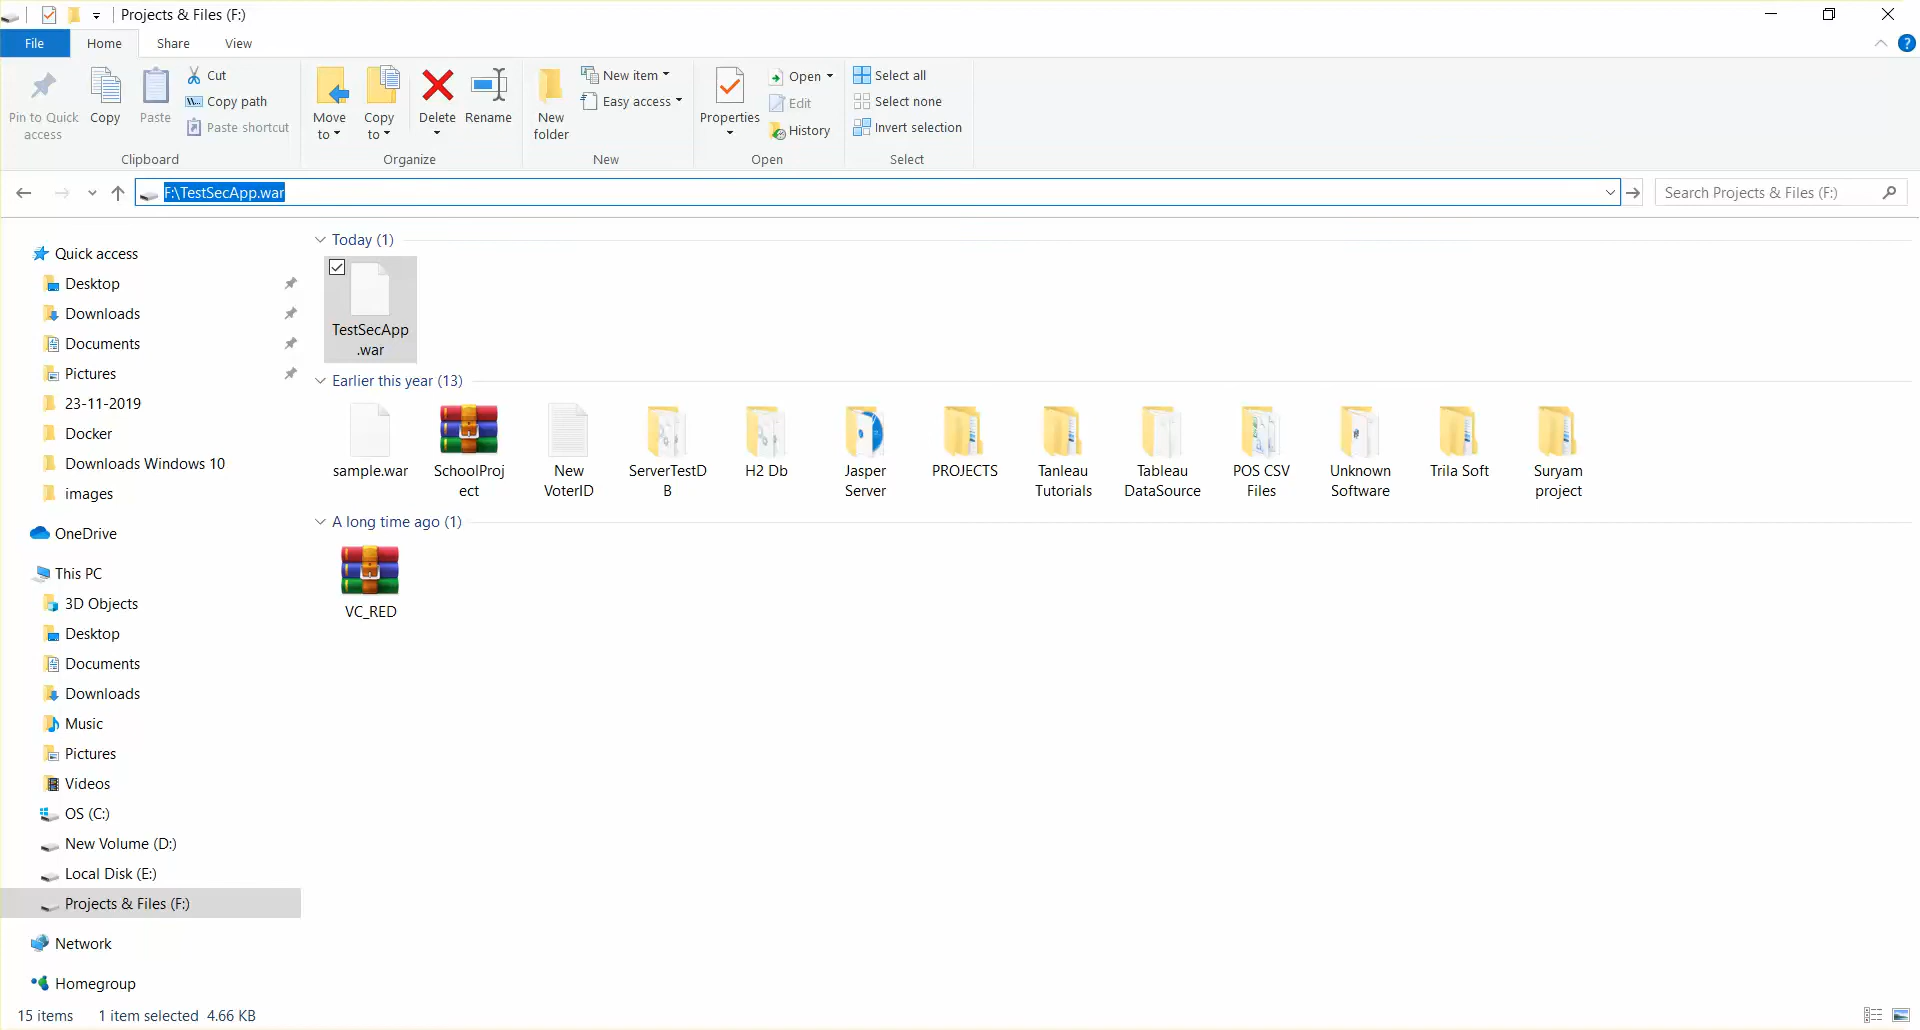 Projects & Files (F:)
File Home Share View
Pin to Quick access
Copy
Paste
Cut
Copy path
Paste shortcut
Clipboard
Move to
Copy to
Delete
Rename
Organize
New folder
New item
Easy access
New
Properties
Open
Edit
History
Open
Select all
Select none
Invert selection
Select
F:\TestSecApp.war
Search Projects & Files (F:)
Quick access
Desktop
Downloads
Documents
Pictures
23-11-2019
Docker
Downloads Windows 10
images
OneDrive
This PC
3D Objects
Desktop
Documents
Downloads
Music
Pictures
Videos
OS (C:)
New Volume (D:)
Local Disk (E:)
Projects & Files (F:)
Network
Homegroup
Today (1)
TestSecApp
.war
Earlier this year (13)
sample.war
SchoolProj
ect
New
VoterID
ServerTestD
B
H2 Db
Jasper
Server
PROJECTS
Tanleau
Tutorials
Tableau
DataSource
POS CSV
Files
Unknown
Software
Trila Soft
Suryam
project
A long time ago (1)
VC_RED
15 items 1 item selected 4.66 KB